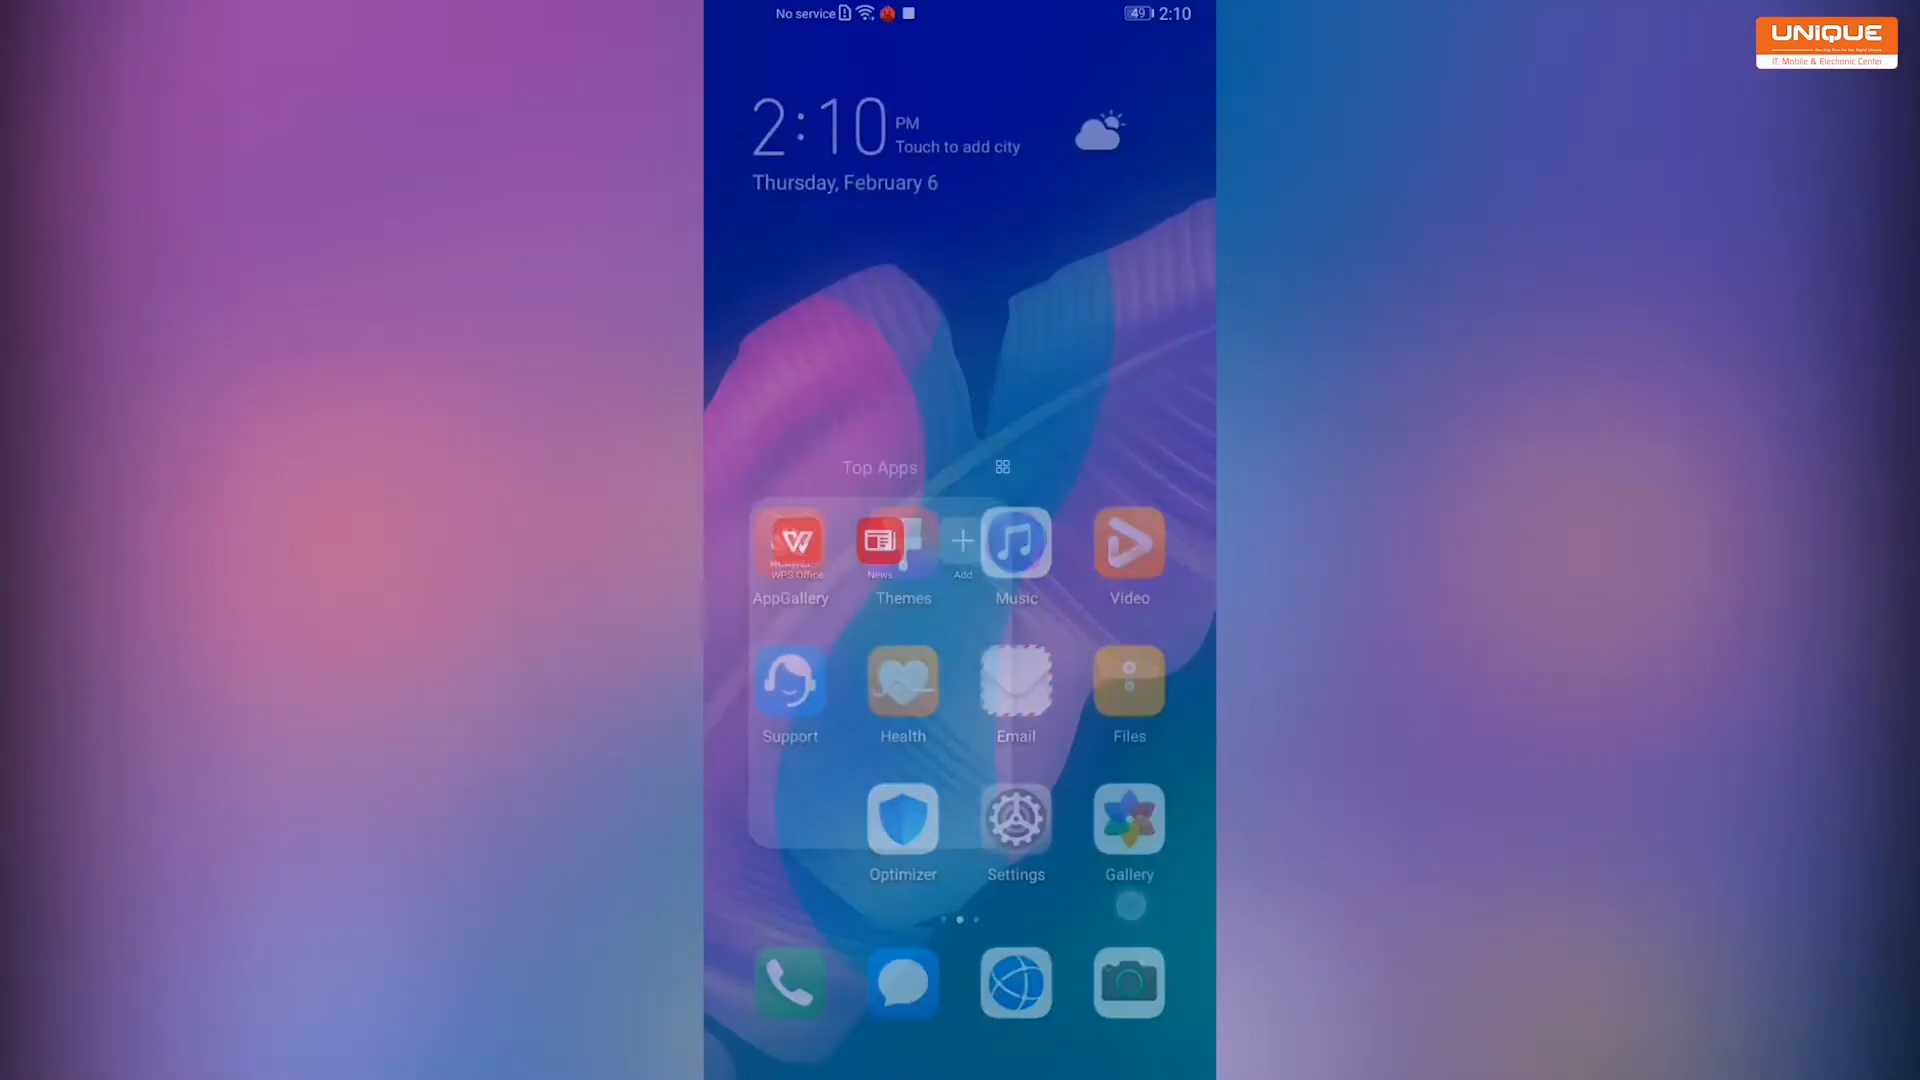 No service
49 2:10
UNiQUE
IT. Mobile & Electronic Center
2:10 PM
Touch to add city
Thursday, February 6
Top Apps
WPS Office
News
Add
AppGallery
Themes
Music
Video
Support
Health
Email
Files
Optimizer
Settings
Gallery